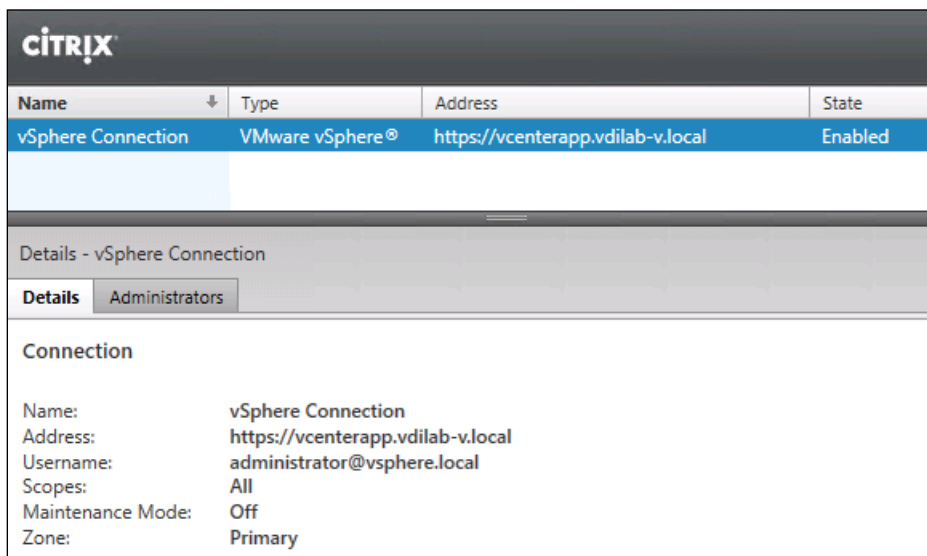 CİTRIX
Name Type Address State
vSphere Connection VMware vSphere® https://vcenterapp.vdilab-v.local Enabled
Details - vSphere Connection
Details Administrators
Connection
Name: vSphere Connection
Address: https://vcenterapp.vdilab-v.local
Username: administrator@vsphere.local
Scopes: All
Maintenance Mode: Off
Zone: Primary